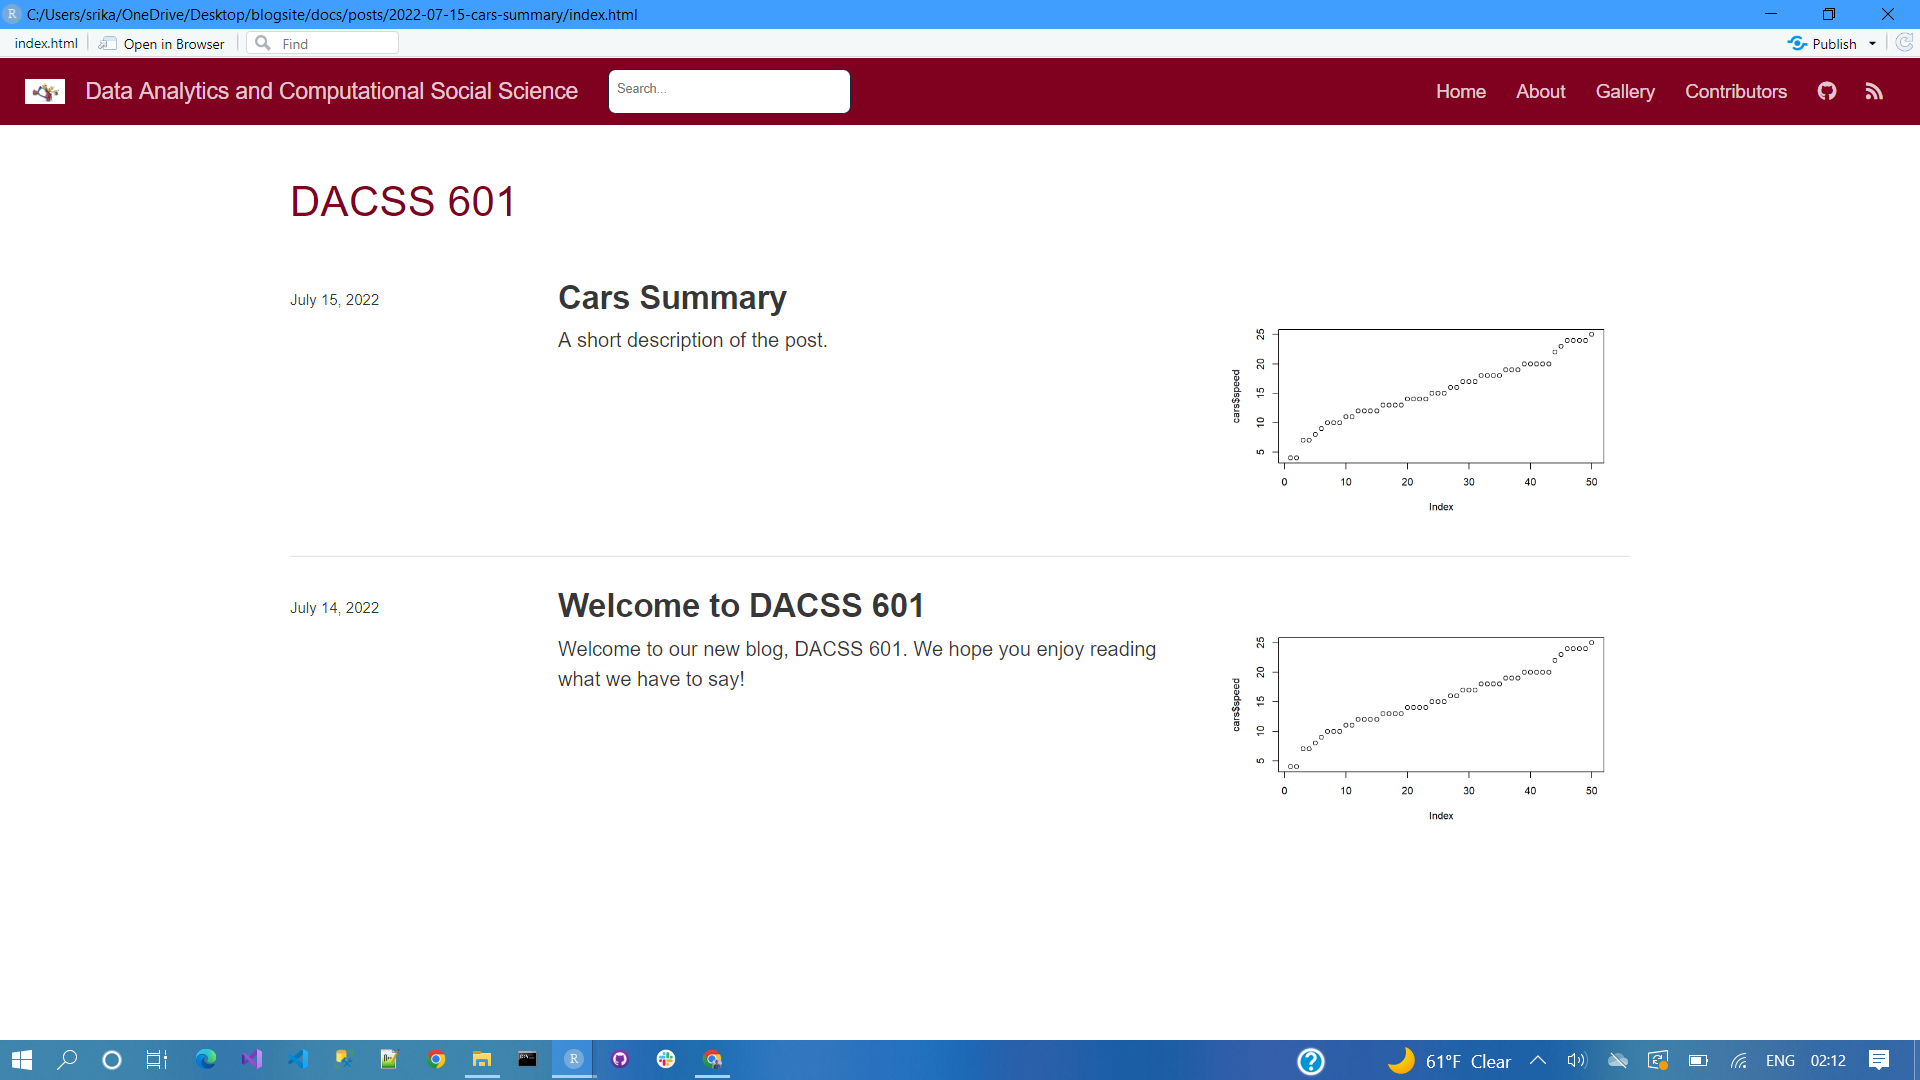 C:/Users/srika/OneDrive/Desktop/blogsite/docs/posts/2022-07-15-cars-summary/index.html
index.html Open in Browser Find Publish
Data Analytics and Computational Social Science Search... Home About Gallery Contributors
DACSS 601
July 15, 2022
Cars Summary
A short description of the post.
cars$speed
25
20
15
10
5
0 10 20 30 40 50
Index
July 14, 2022
Welcome to DACSS 601
Welcome to our new blog, DACSS 601. We hope you enjoy reading
what we have to say!
cars$speed
25
20
15
10
5
0 10 20 30 40 50
Index
61°F Clear ENG 02:12